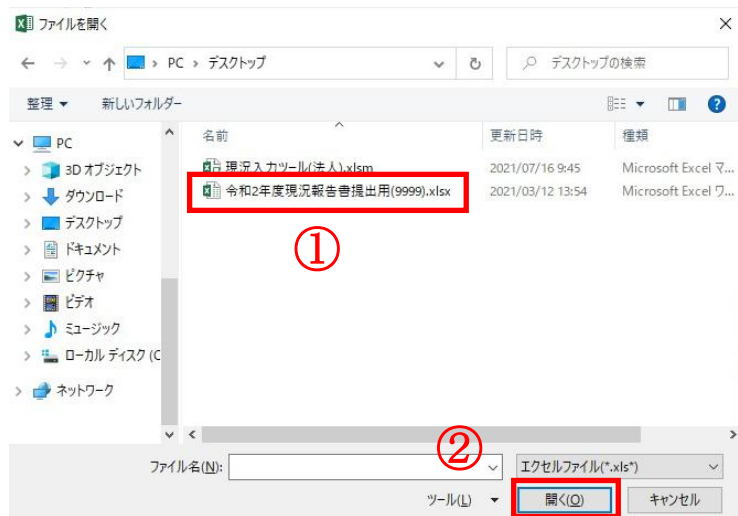 ファイルを開く
PC › デスクトップ
デスクトップの検索
整理 新しいフォルダー
名前 更新日時 種類
PC
3D オブジェクト
ダウンロード
デスクトップ
ドキュメント
ピクチャ
ビデオ
ミュージック
ローカル ディスク (C
ネットワーク
現況入力ツール(法人).xlsm 2021/07/16 9:45 Microsoft Excel マ...
令和2年度現況報告書提出用(9999).xlsx 2021/03/12 13:54 Microsoft Excel ワ...
①
②
ファイル名(N): エクセルファイル(*.xls*)
ツール(L) 開く(O) キャンセル